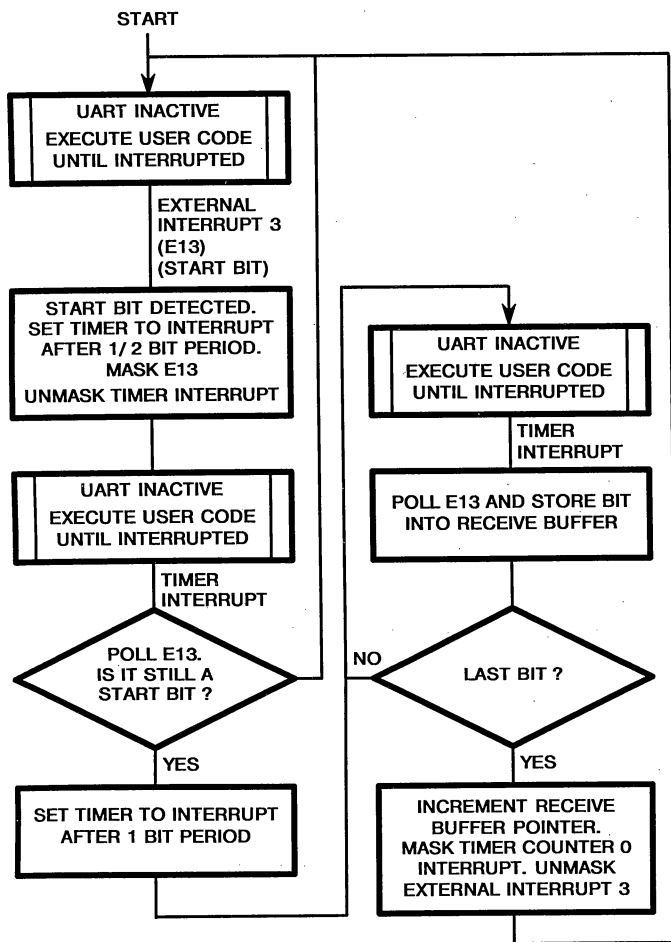 START
UART INACTIVE
EXECUTE USER CODE
UNTIL INTERRUPTED
EXTERNAL
INTERRUPT 3
(E13)
(START BIT)
START BIT DETECTED.
SET TIMER TO INTERRUPT
AFTER 1/ 2 BIT PERIOD.
MASK E13
UNMASK TIMER INTERRUPT
UART INACTIVE
EXECUTE USER CODE
UNTIL INTERRUPTED
TIMER
INTERRUPT
POLL E13.
IS IT STILL A
START BIT ?
YES
SET TIMER TO INTERRUPT
AFTER 1 BIT PERIOD
UART INACTIVE
EXECUTE USER CODE
UNTIL INTERRUPTED
TIMER
INTERRUPT
POLL E13 AND STORE BIT
INTO RECEIVE BUFFER
NO
LAST BIT ?
YES
INCREMENT RECEIVE
BUFFER POINTER.
MASK TIMER COUNTER 0
INTERRUPT. UNMASK
EXTERNAL INTERRUPT 3